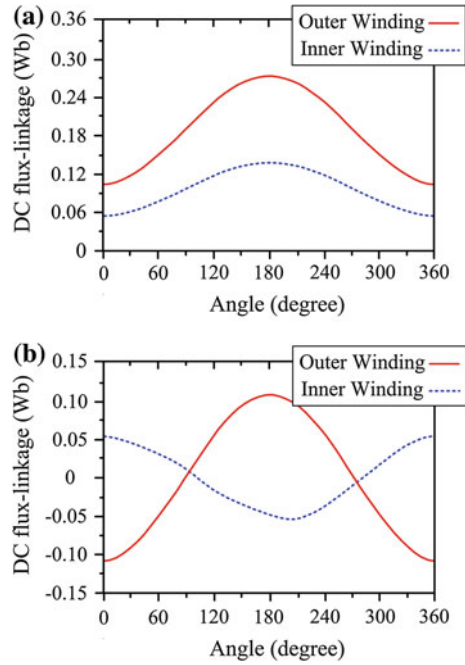 (a)
Outer Winding
Inner Winding
DC flux-linkage (Wb)
0.36
0.30
0.24
0.18
0.12
0.06
0
0 60 120 180 240 300 360
Angle (degree)
(b)
Outer Winding
Inner Winding
DC flux-linkage (Wb)
0.15
0.10
0.05
0
-0.05
-0.10
-0.15
0 60 120 180 240 300 360
Angle (degree)